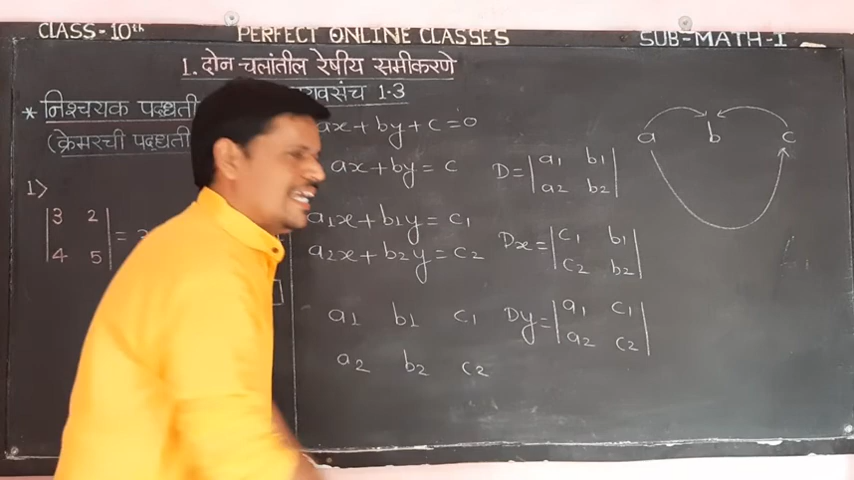 CLASS-10th PERFECT ONLINE CLASSES SUB-MATH-I
1. दोन चलांतील रेषीय समीकरणे
* निश्चयक पद्धती 1.3
(क्रेमरची पद्धती
ax+by+c=0
ax+by=c
D=|a1 b1|
|a2 b2|
a b c
1>
|3 2|
|4 5| =
a1x+b1y=c1
a2x+b2y=c2
Dx=|c1 b1|
|c2 b2|
a1 b1 c1
a2 b2 c2
Dy=|a1 c1|
|a2 c2|